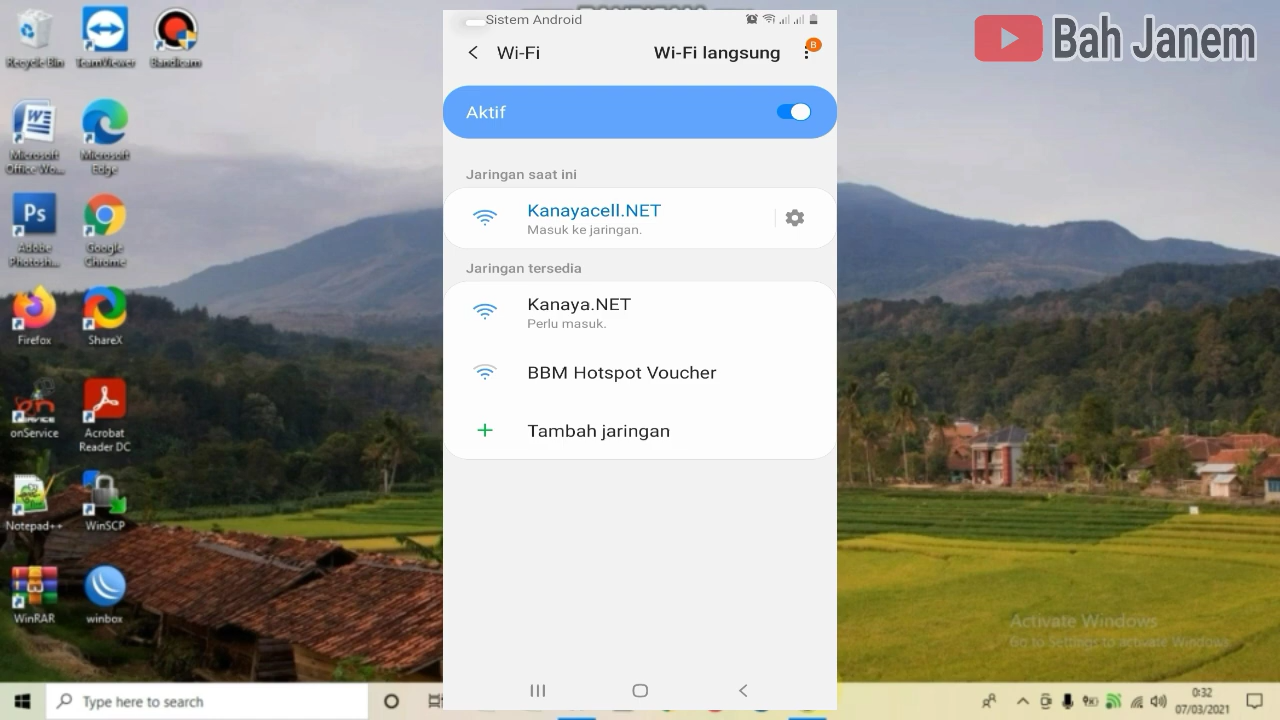 Sistem Android
Wi-Fi
Wi-Fi langsung
B
Aktif
Jaringan saat ini
Kanayacell.NET
Masuk ke jaringan.
Jaringan tersedia
Kanaya.NET
Perlu masuk.
BBM Hotspot Voucher
Tambah jaringan
Bah Janem
Recycle Bin
TeamViewer
Bandicam
Microsoft Office Wo...
Microsoft Edge
Ps
Adobe Photosh...
Google Chrome
Firefox
ShareX
onService
Acrobat Reader DC
Notepad++
WinSCP
WinRAR
winbox
Activate Windows
Go to Settings to activate Windows.
Type here to search
0:32
07/03/2021